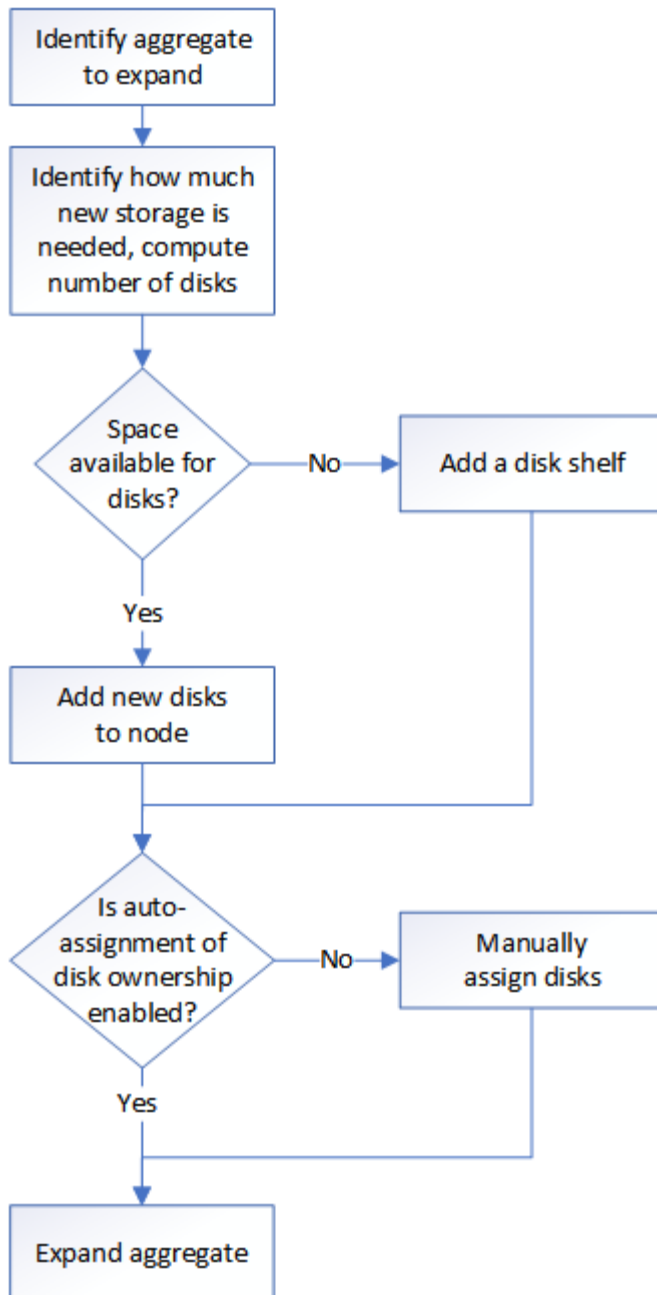 Identify aggregate
to expand
Identify how much
new storage is
needed, compute
number of disks
Space
available for
disks?
No
Add a disk shelf
Yes
Add new disks
to node
Is auto-
assignment of
disk ownership
enabled?
No
Manually
assign disks
Yes
Expand aggregate